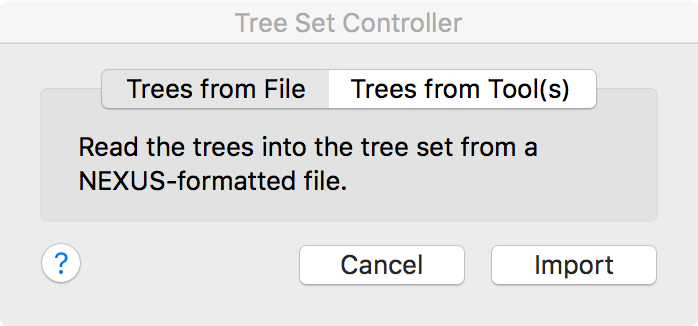 Tree Set Controller
Trees from File
Trees from Tool(s)
Read the trees into the tree set from a
NEXUS-formatted file.
?
Cancel
Import